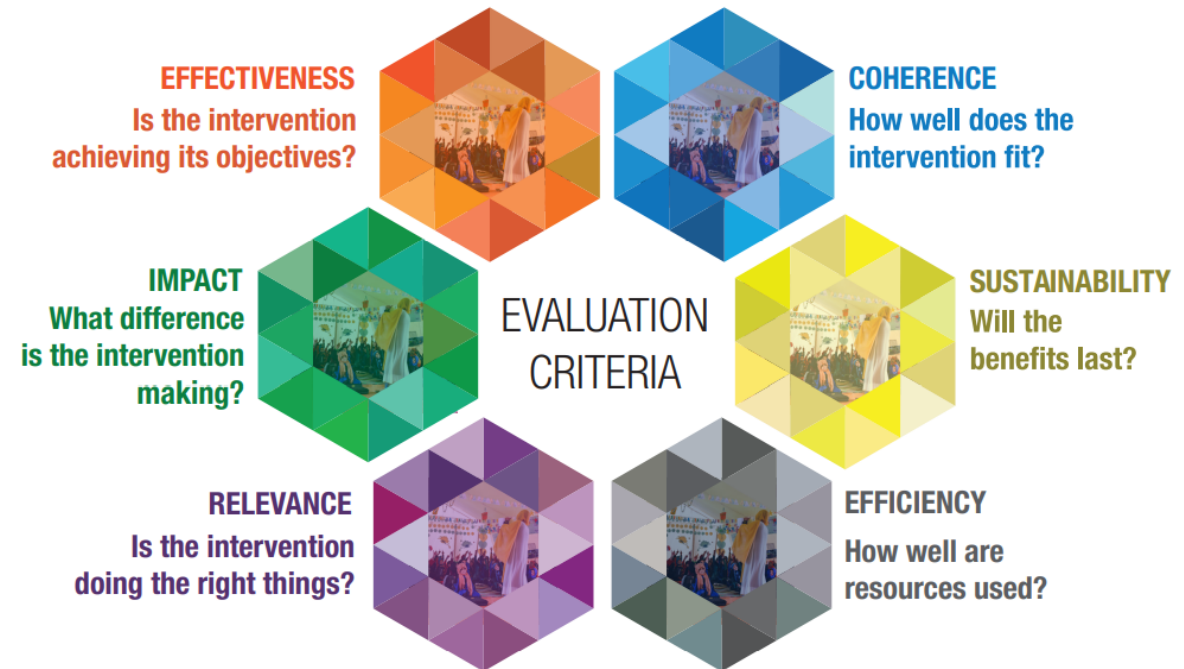 EFFECTIVENESS
Is the intervention
achieving its objectives?
COHERENCE
How well does the
intervention fit?
IMPACT
What difference
is the intervention
making?
EVALUATION
CRITERIA
SUSTAINABILITY
Will the
benefits last?
RELEVANCE
Is the intervention
doing the right things?
EFFICIENCY
How well are
resources used?